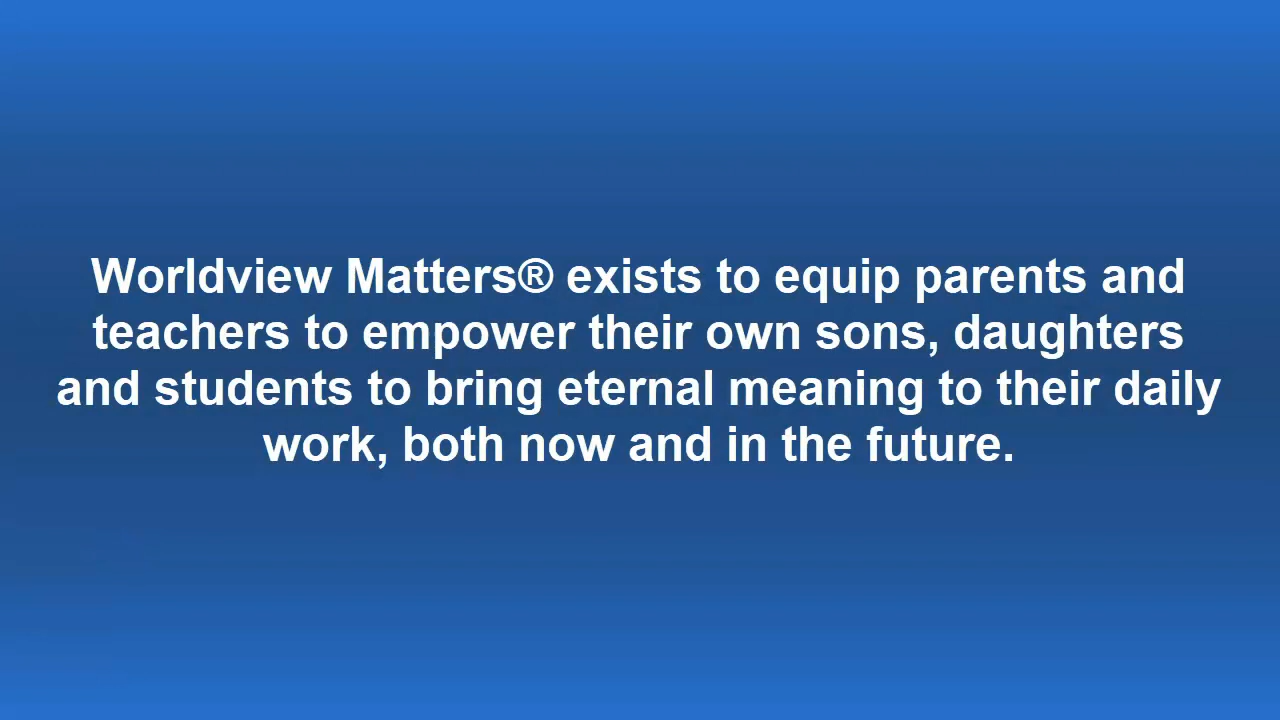 Worldview Matters® exists to equip parents and
teachers to empower their own sons, daughters
and students to bring eternal meaning to their daily
work, both now and in the future.